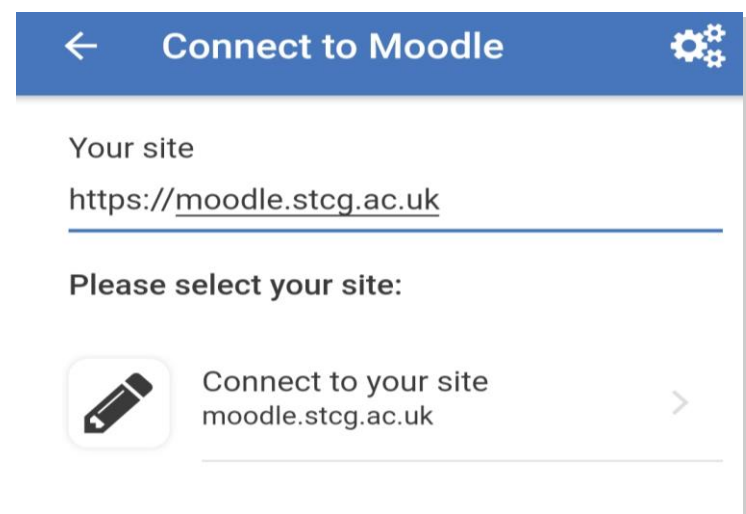 Connect to Moodle
Your site
https://moodle.stcg.ac.uk
Please select your site:
Connect to your site
moodle.stcg.ac.uk